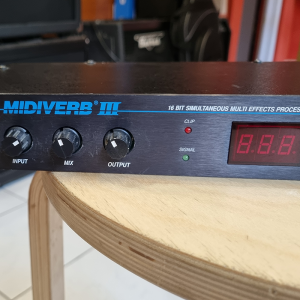 MIDIVERB® III
16 BIT SIMULTANEOUS MULTI EFFECTS PROCES
CLIP
SIGNAL
INPUT
MIX
OUTPUT